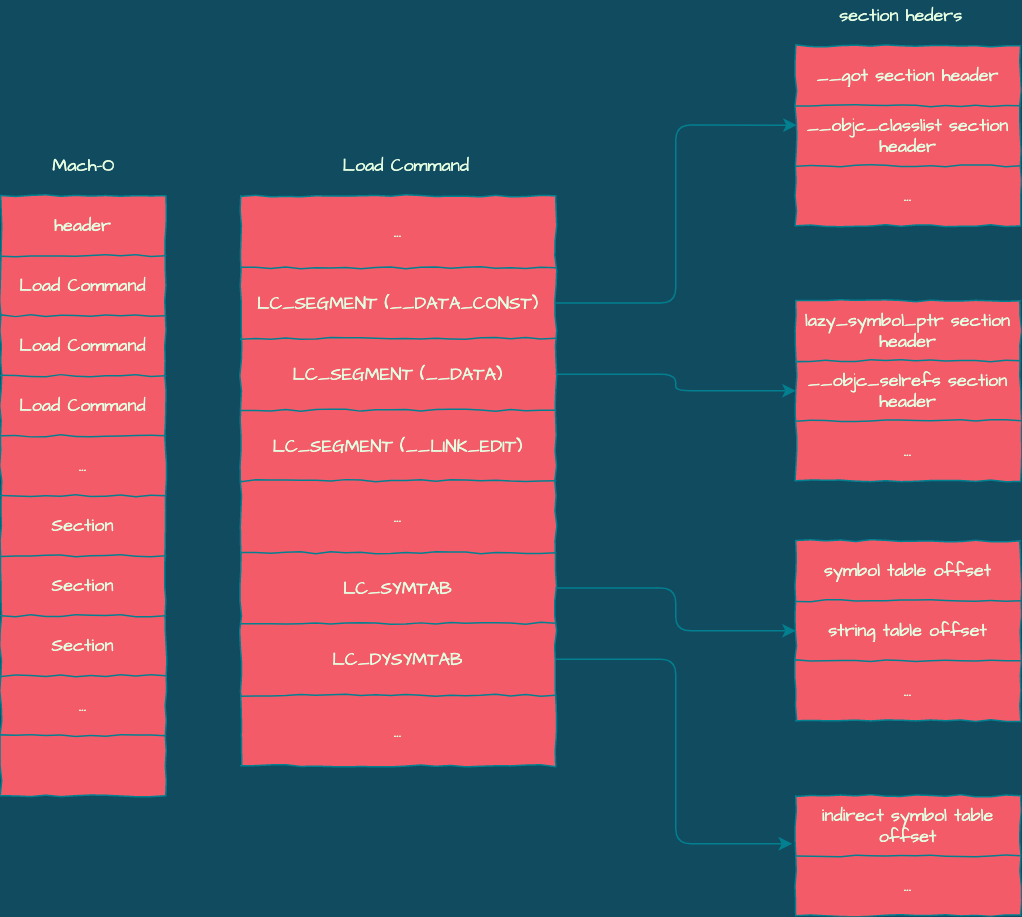 section heders
__got section header
__objc_classlist section
header
...
Mach-O
header
Load Command
Load Command
Load Command
...
Section
Section
Section
...
Load Command
...
LC_SEGMENT (__DATA_CONST)
LC_SEGMENT (__DATA)
LC_SEGMENT (__LINK_EDIT)
...
LC_SYMTAB
LC_DYSYMTAB
...
lazy_symbol_ptr section
header
__objc_selrefs section
header
...
symbol table offset
string table offset
...
indirect symbol table
offset
...